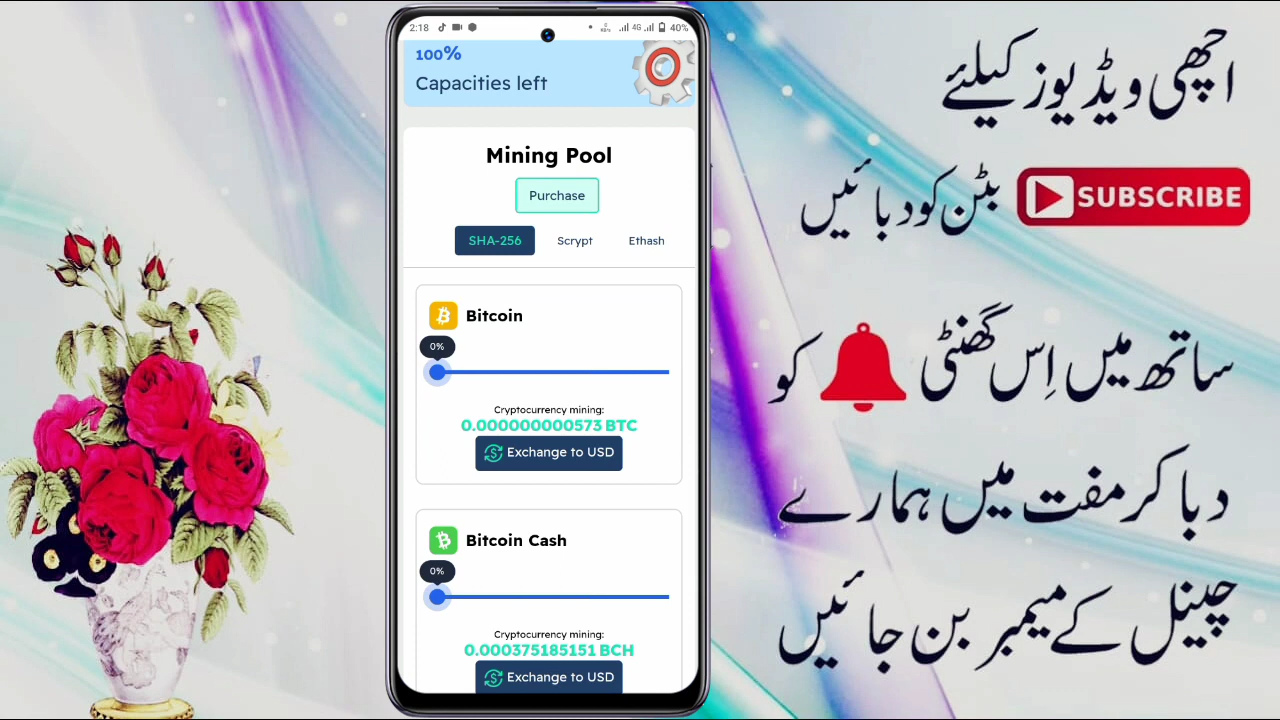 2:18
4G
40%
100%
Capacities left
Mining Pool
Purchase
SHA-256
Scrypt
Ethash
Bitcoin
0%
Cryptocurrency mining:
0.000000000573 BTC
Exchange to USD
Bitcoin Cash
0%
Cryptocurrency mining:
0.000375185151 BCH
Exchange to USD
اچھی ویڈیوز کیلئے
SUBSCRIBE بٹن کو دبائیں
ساتھ میں اِس گھنٹی کو
دبا کر مفت میں ہمارے
چینل کے میمبر بن جائیں